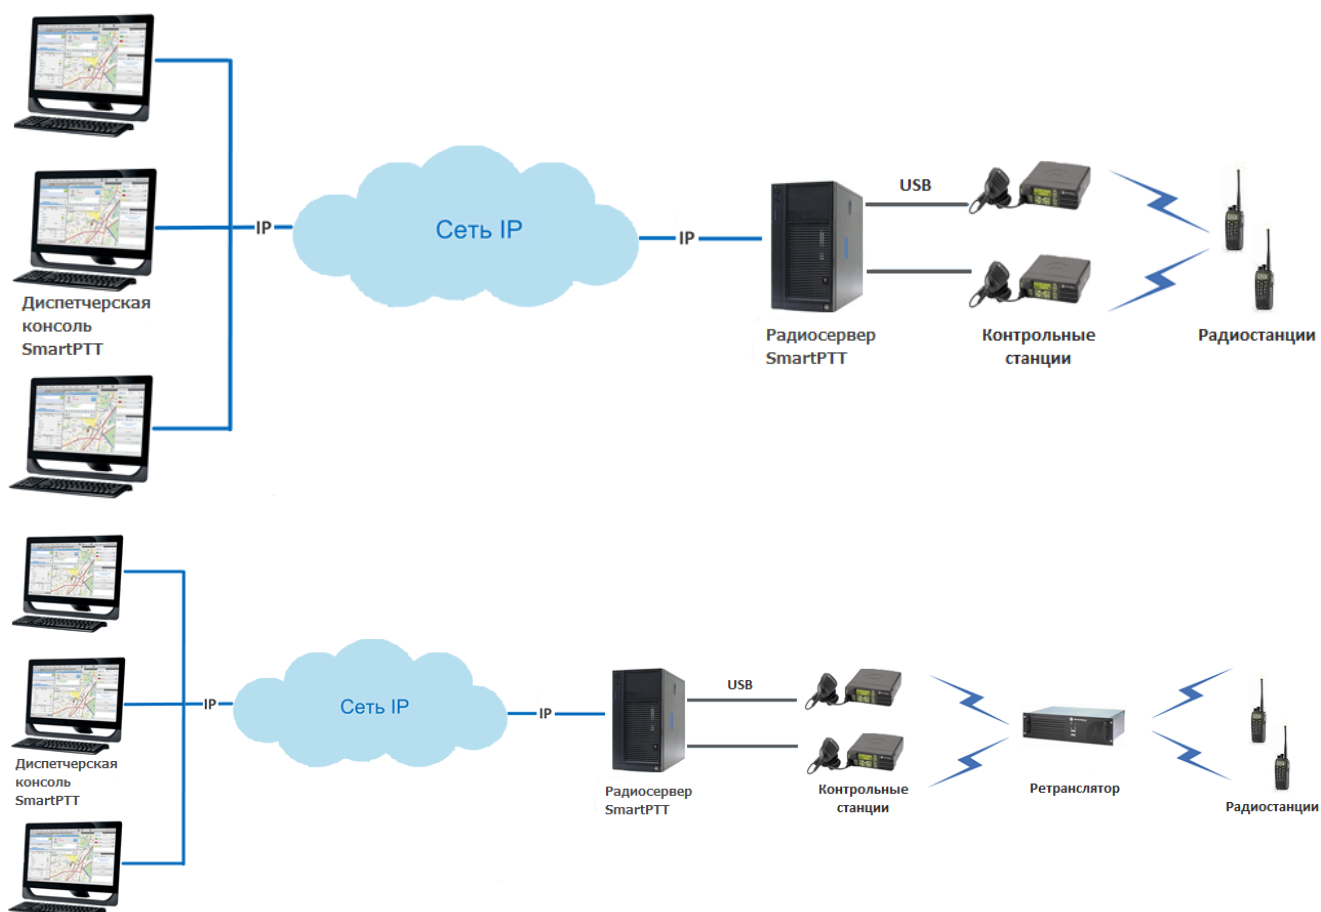 USB
IP
Сеть IP
IP
Диспетчерская
консоль
SmartPTT
Радиосервер
SmartPTT
Контрольные
станции
Радиостанции
USB
IP
Сеть IP
IP
Диспетчерская
консоль
SmartPTT
Радиосервер
SmartPTT
Контрольные
станции
Ретранслятор
Радиостанции